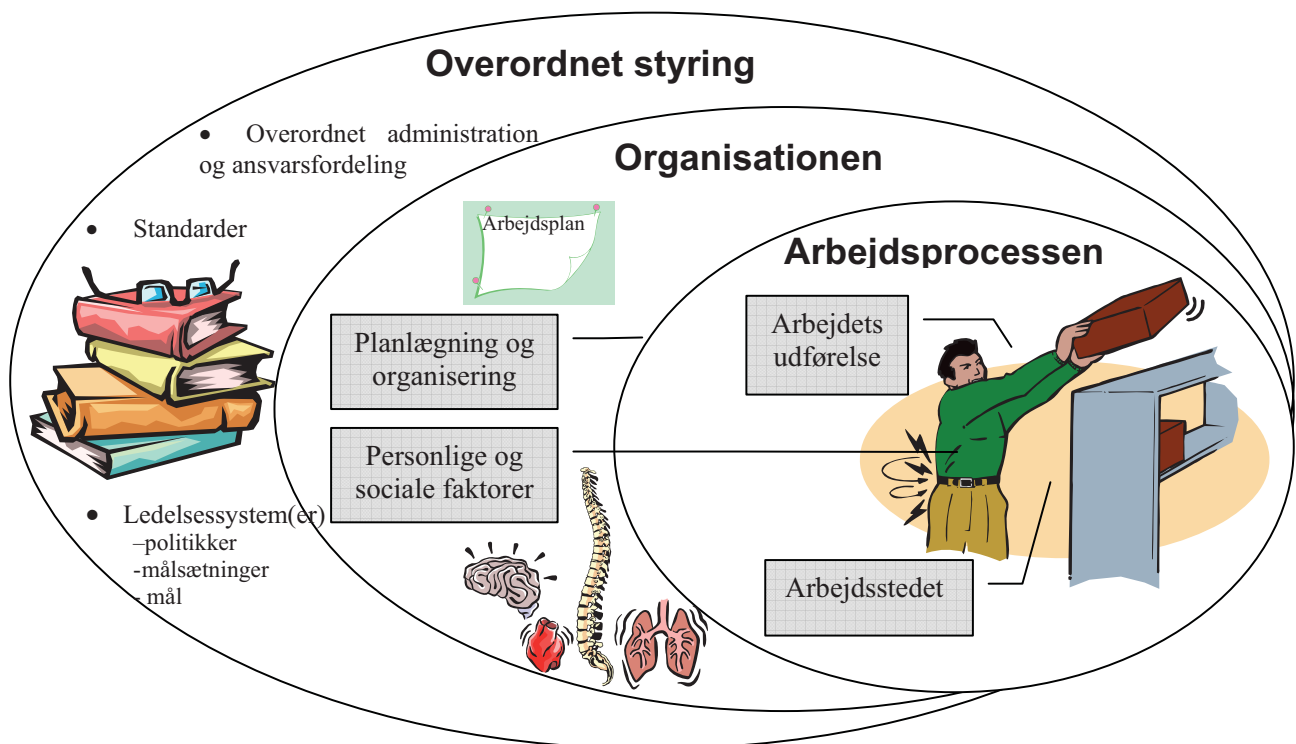 Overordnet styring
• Overordnet administration
og ansvarsfordeling
• Standarder
• Ledelsessystem(er)
–politikker
-målsætninger
- mål
Organisationen
Arbejdsplan
Planlægning og
organisering
Personlige og
sociale faktorer
Arbejdsprocessen
Arbejdets
udførelse
Arbejdsstedet